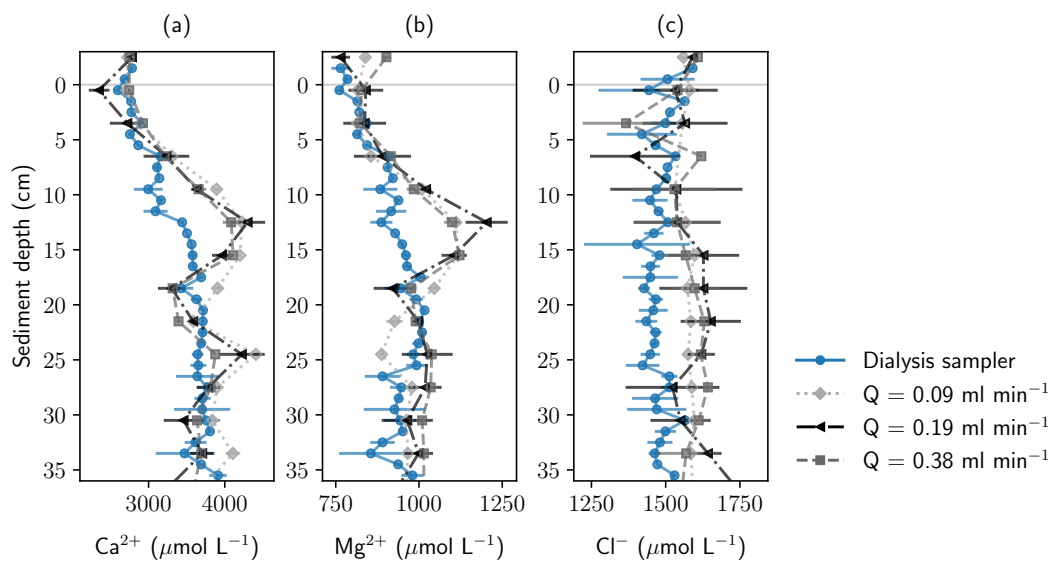 (a)
(b)
(c)
Sediment depth (cm)
0
5
10
15
20
25
30
35
3000
4000
750
1000
1250
1250
1500
1750
Ca²⁺ (μmol L⁻¹)
Mg²⁺ (μmol L⁻¹)
Cl⁻ (μmol L⁻¹)
Dialysis sampler
Q = 0.09 ml min⁻¹
Q = 0.19 ml min⁻¹
Q = 0.38 ml min⁻¹